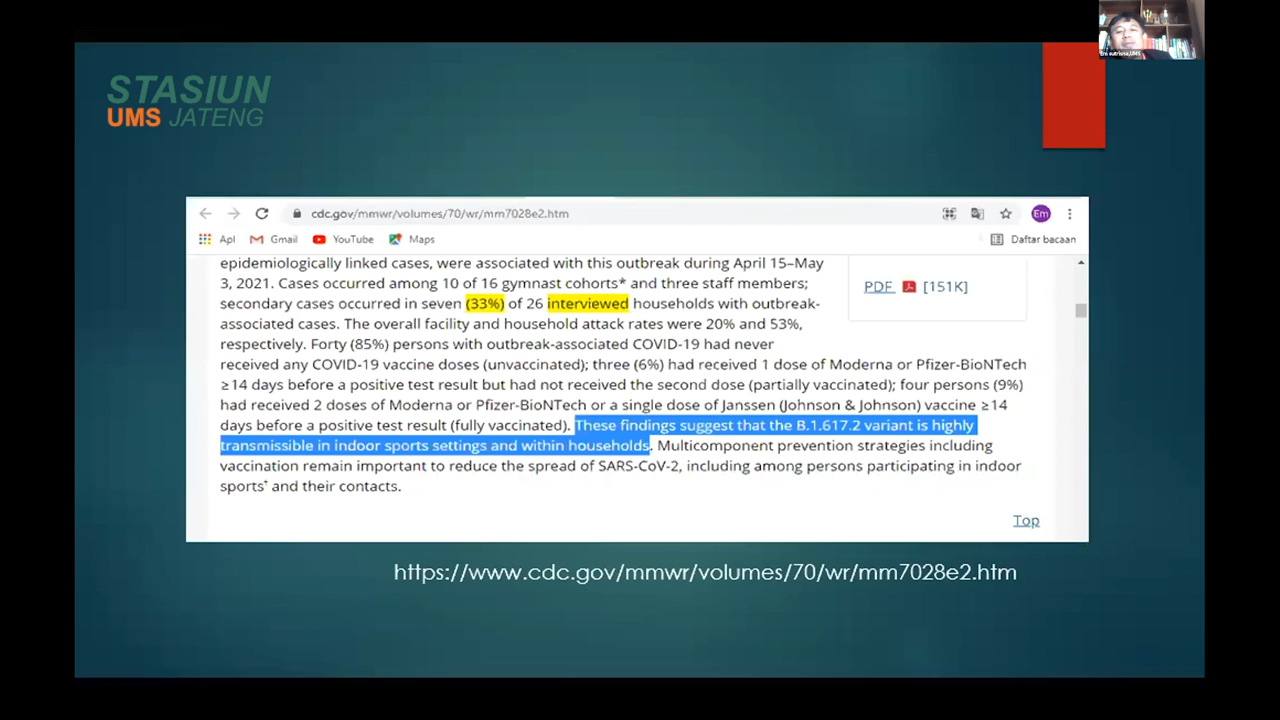 Em sutrisna,UMS
STASIUN
UMS JATENG
cdc.gov/mmwr/volumes/70/wr/mm7028e2.htm
Em
Apl Gmail YouTube Maps Daftar bacaan
epidemiologically linked cases, were associated with this outbreak during April 15–May
3, 2021. Cases occurred among 10 of 16 gymnast cohorts* and three staff members;
secondary cases occurred in seven (33%) of 26 interviewed households with outbreak-
associated cases. The overall facility and household attack rates were 20% and 53%,
respectively. Forty (85%) persons with outbreak-associated COVID-19 had never
received any COVID-19 vaccine doses (unvaccinated); three (6%) had received 1 dose of Moderna or Pfizer-BioNTech
≥14 days before a positive test result but had not received the second dose (partially vaccinated); four persons (9%)
had received 2 doses of Moderna or Pfizer-BioNTech or a single dose of Janssen (Johnson & Johnson) vaccine ≥14
days before a positive test result (fully vaccinated). These findings suggest that the B.1.617.2 variant is highly
transmissible in indoor sports settings and within households. Multicomponent prevention strategies including
vaccination remain important to reduce the spread of SARS-CoV-2, including among persons participating in indoor
sports† and their contacts.
PDF [151K]
Top
https://www.cdc.gov/mmwr/volumes/70/wr/mm7028e2.htm